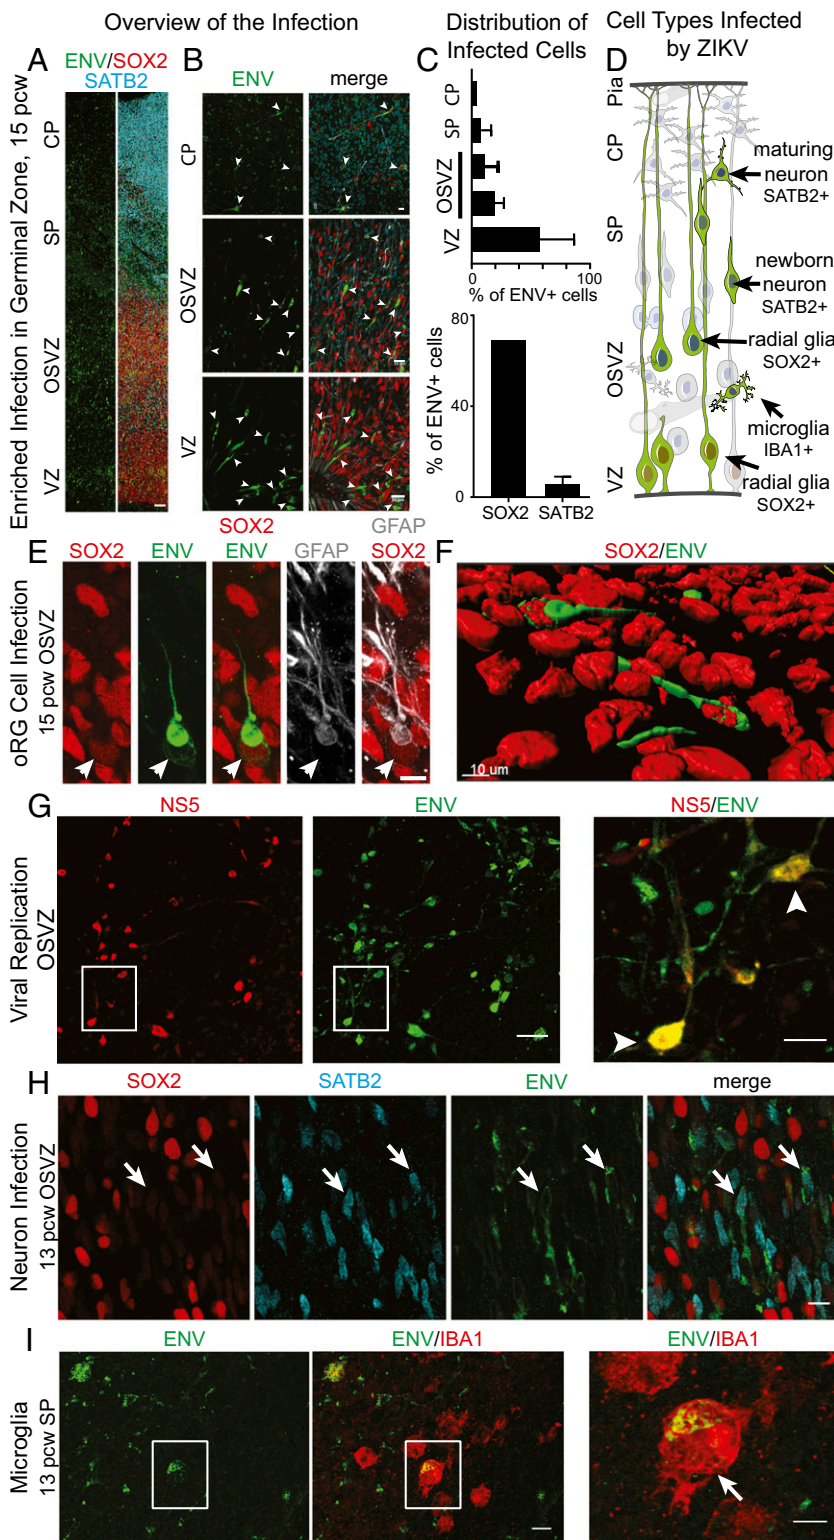 Overview of the Infection
Distribution of
Infected Cells
Cell Types Infected
by ZIKV
A
ENV/SOX2
SATB2
Enriched Infection in Germinal Zone, 15 pcw
CP
SP
OSVZ
VZ
B
ENV
merge
CP
OSVZ
VZ
C
CP
SP
OSVZ
VZ
0
100
% of ENV+ cells
80
40
0
% of ENV+ cells
SOX2
SATB2
D
Pia
CP
SP
OSVZ
VZ
maturing
neuron
SATB2+
newborn
neuron
SATB2+
radial glia
SOX2+
microglia
IBA1+
radial glia
SOX2+
E
oRG Cell Infection
15 pcw OSVZ
SOX2
ENV
SOX2
ENV
GFAP
GFAP
SOX2
F
SOX2/ENV
10 um
G
Viral Replication
OSVZ
NS5
ENV
NS5/ENV
H
Neuron Infection
13 pcw OSVZ
SOX2
SATB2
ENV
merge
I
Microglia
13 pcw SP
ENV
ENV/IBA1
ENV/IBA1